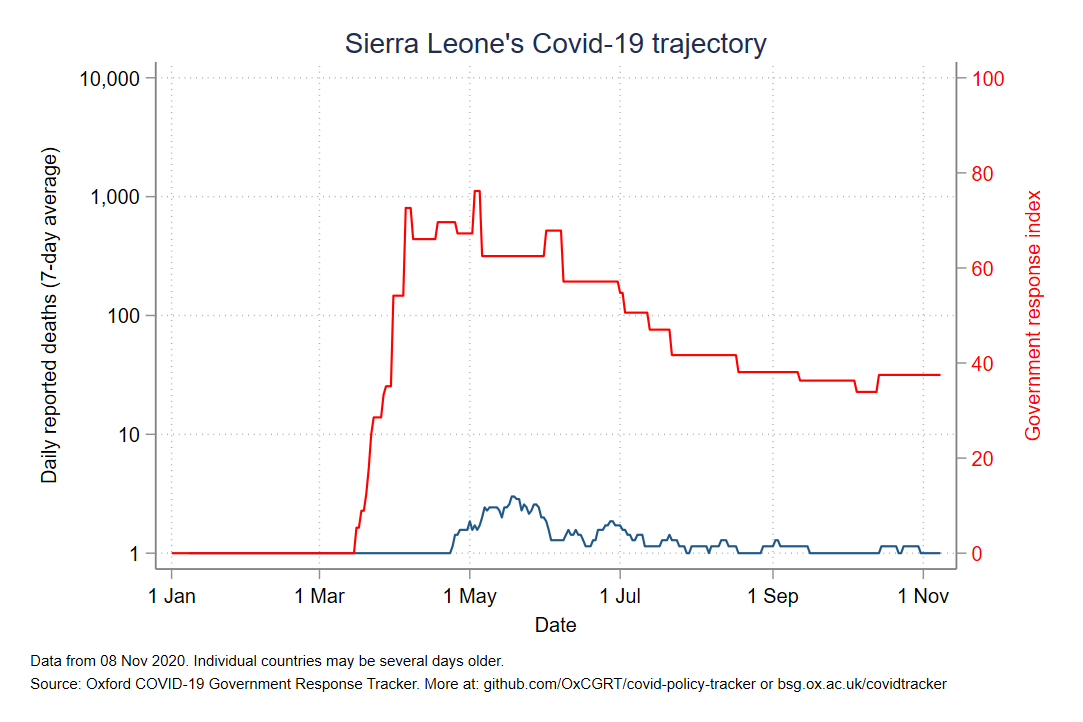 Sierra Leone's Covid-19 trajectory
Daily reported deaths (7-day average)
10,000
1,000
100
10
1
Government response index
100
80
60
40
20
0
1 Jan
1 Mar
1 May
1 Jul
1 Sep
1 Nov
Date
Data from 08 Nov 2020. Individual countries may be several days older.
Source: Oxford COVID-19 Government Response Tracker. More at: github.com/OxCGRT/covid-policy-tracker or bsg.ox.ac.uk/covidtracker